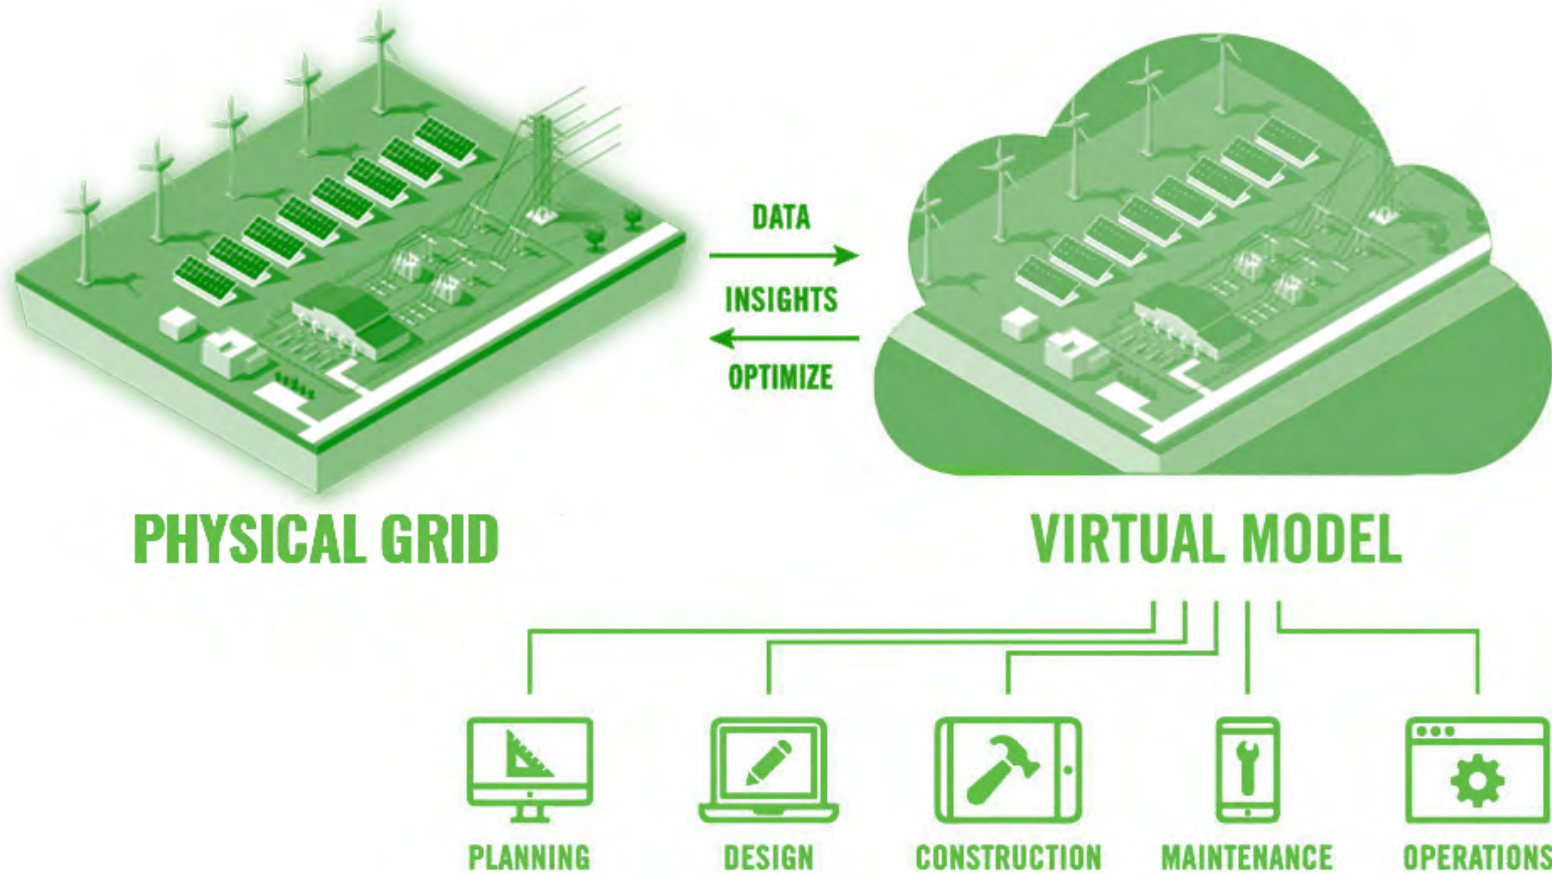 DATA
INSIGHTS
OPTIMIZE
PHYSICAL GRID
VIRTUAL MODEL
PLANNING
DESIGN
CONSTRUCTION
MAINTENANCE
OPERATIONS